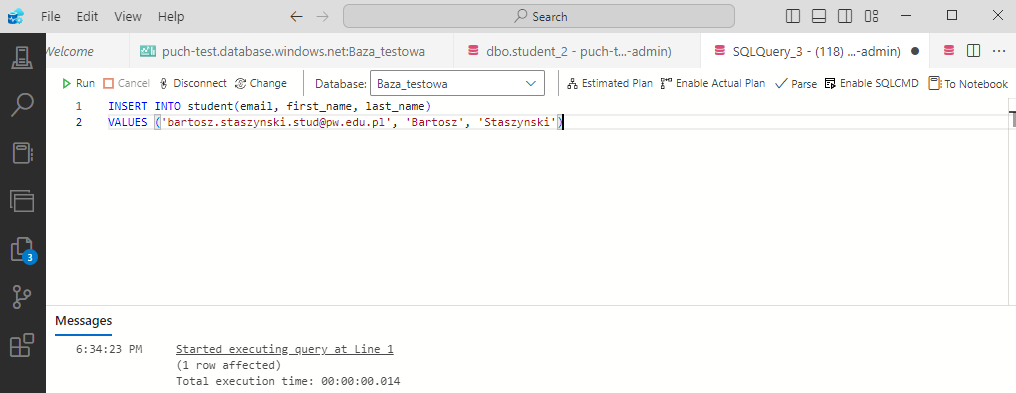 File Edit View Help Search
Welcome puch-test.database.windows.net:Baza_testowa dbo.student_2 - puch-t...-admin) SQLQuery_3 - (118) ...-admin)
Run Cancel Disconnect Change Database: Baza_testowa Estimated Plan Enable Actual Plan Parse Enable SQLCMD To Notebook
1 INSERT INTO student(email, first_name, last_name)
2 VALUES ('bartosz.staszynski.stud@pw.edu.pl', 'Bartosz', 'Staszynski')
3
Messages
6:34:23 PM Started executing query at Line 1
(1 row affected)
Total execution time: 00:00:00.014